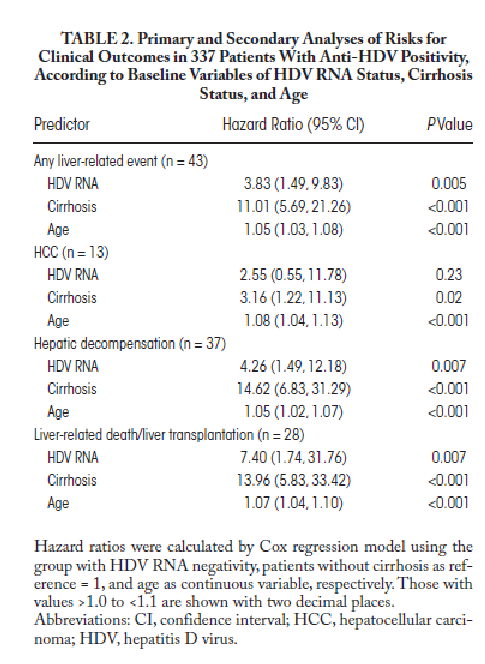 TABLE 2. Primary and Secondary Analyses of Risks for
Clinical Outcomes in 337 Patients With Anti-HDV Positivity,
According to Baseline Variables of HDV RNA Status, Cirrhosis
Status, and Age
Predictor Hazard Ratio (95% CI) P Value
Any liver-related event (n = 43)
HDV RNA 3.83 (1.49, 9.83) 0.005
Cirrhosis 11.01 (5.69, 21.26) <0.001
Age 1.05 (1.03, 1.08) <0.001
HCC (n = 13)
HDV RNA 2.55 (0.55, 11.78) 0.23
Cirrhosis 3.16 (1.22, 11.13) 0.02
Age 1.08 (1.04, 1.13) <0.001
Hepatic decompensation (n = 37)
HDV RNA 4.26 (1.49, 12.18) 0.007
Cirrhosis 14.62 (6.83, 31.29) <0.001
Age 1.05 (1.02, 1.07) <0.001
Liver-related death/liver transplantation (n = 28)
HDV RNA 7.40 (1.74, 31.76) 0.007
Cirrhosis 13.96 (5.83, 33.42) <0.001
Age 1.07 (1.04, 1.10) <0.001
Hazard ratios were calculated by Cox regression model using the
group with HDV RNA negativity, patients without cirrhosis as ref-
erence = 1, and age as continuous variable, respectively. Those with
values >1.0 to <1.1 are shown with two decimal places.
Abbreviations: CI, confidence interval; HCC, hepatocellular carci-
noma; HDV, hepatitis D virus.